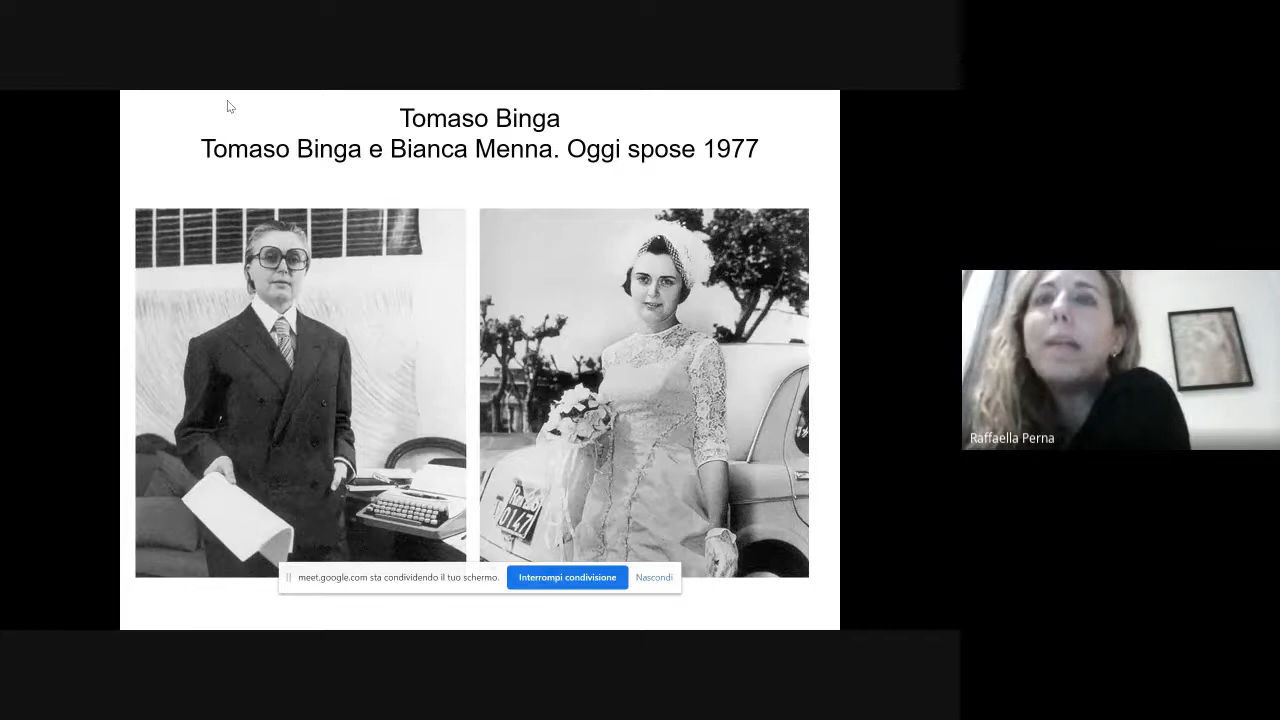 Tomaso Binga
Tomaso Binga e Bianca Menna. Oggi spose 1977
meet.google.com sta condividendo il tuo schermo.
Interrompi condivisione
Nascondi
Raffaella Perna